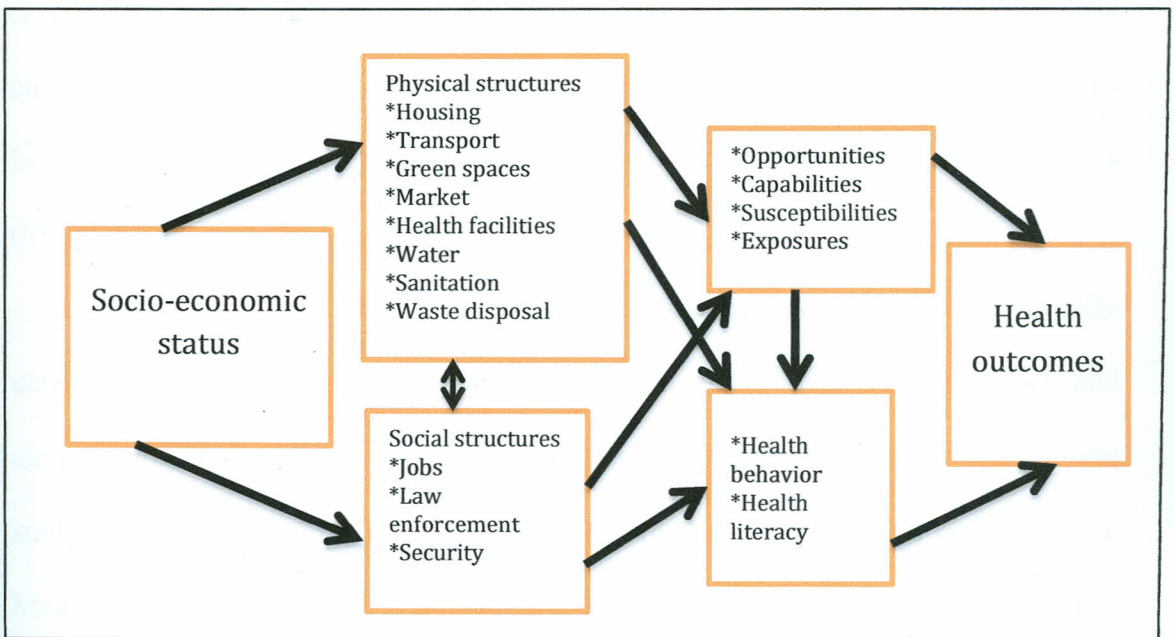 Socio-economic
status
Physical structures
*Housing
*Transport
*Green spaces
*Market
*Health facilities
*Water
*Sanitation
*Waste disposal
Social structures
*Jobs
*Law
enforcement
*Security
*Opportunities
*Capabilities
*Susceptibilities
*Exposures
*Health
behavior
*Health
literacy
Health
outcomes